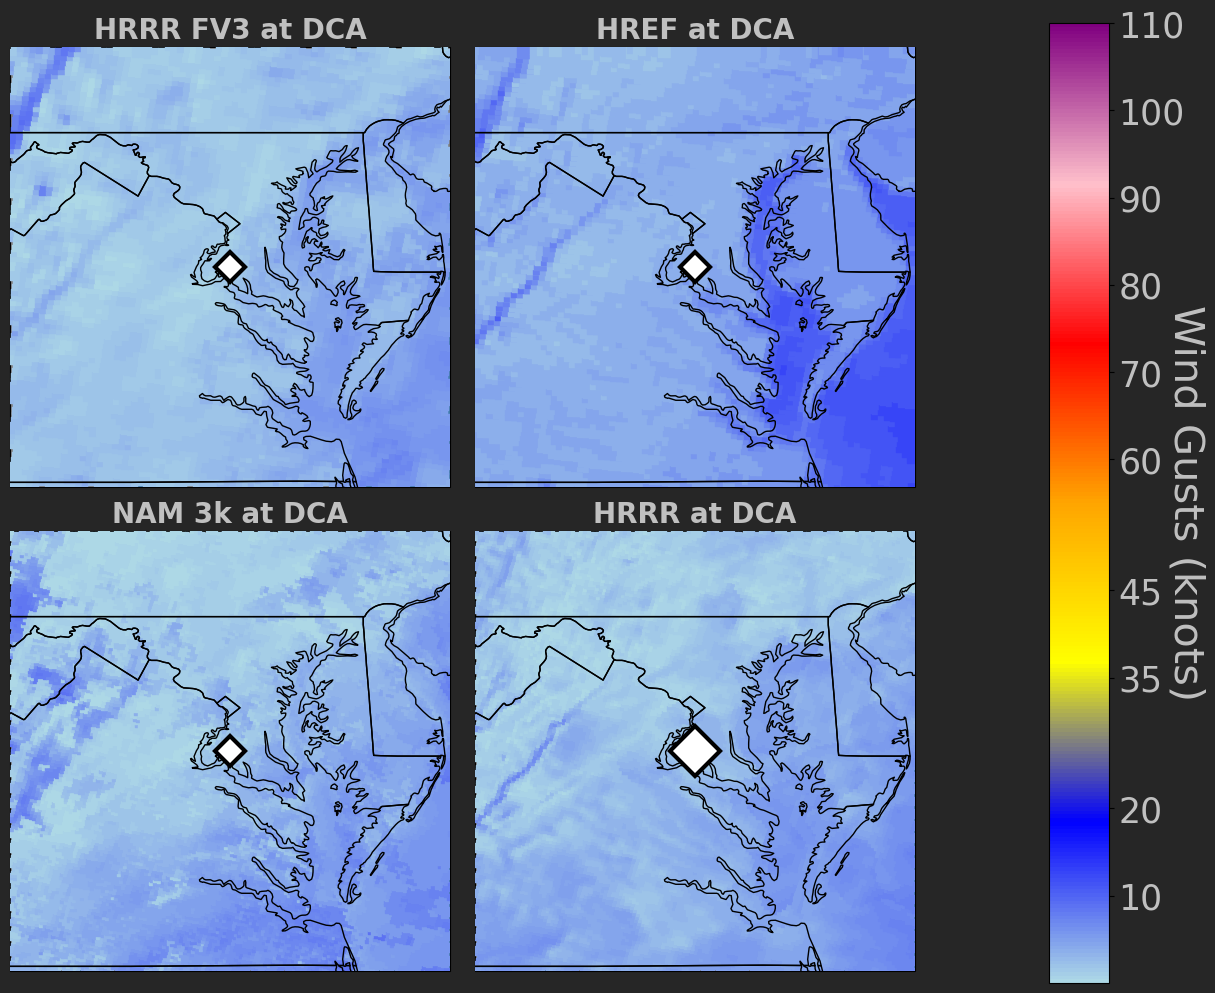 HRRR FV3 at DCA
HREF at DCA
NAM 3k at DCA
HRRR at DCA
110
100
90
80
70
60
45
35
20
10
Wind Gusts (knots)